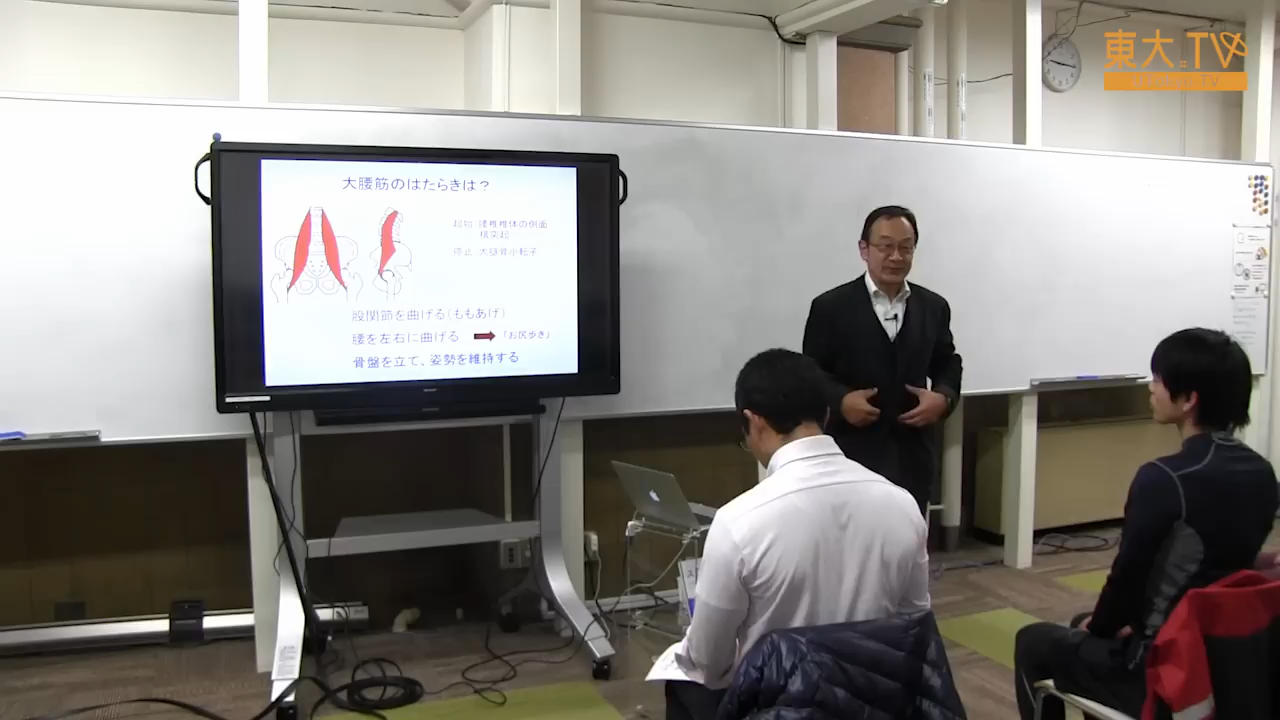 東大TV
大腰筋のはたらきは？
起始 腰椎椎体の側面
横突起
停止 大腿骨小転子
股関節を曲げる(ももあげ)
腰を左右に曲げる
「お尻歩き」
骨盤を立て、姿勢を維持する